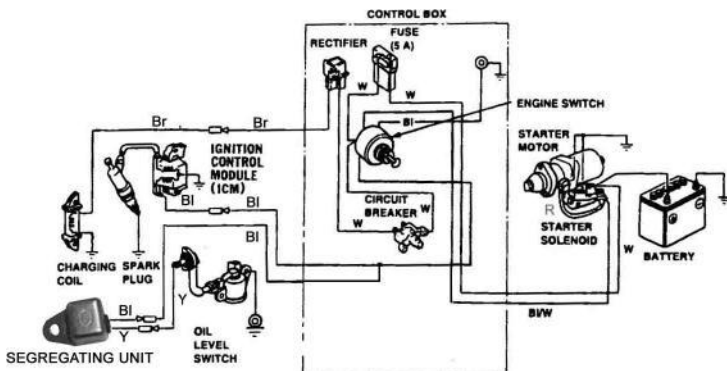 CONTROL BOX
RECTIFIER
FUSE
(5 A)
W
W
ENGINE SWITCH
Bl
Br
Br
STARTER
MOTOR
IGNITION
CONTROL
MODULE
(1CM)
Bl
Bl
Bl
CIRCUIT
BREAKER
W
W
R
STARTER
SOLENOID
W
BATTERY
CHARGING
COIL
SPARK
PLUG
Y
Bl/W
Bl
Y
OIL
LEVEL
SWITCH
SEGREGATING UNIT